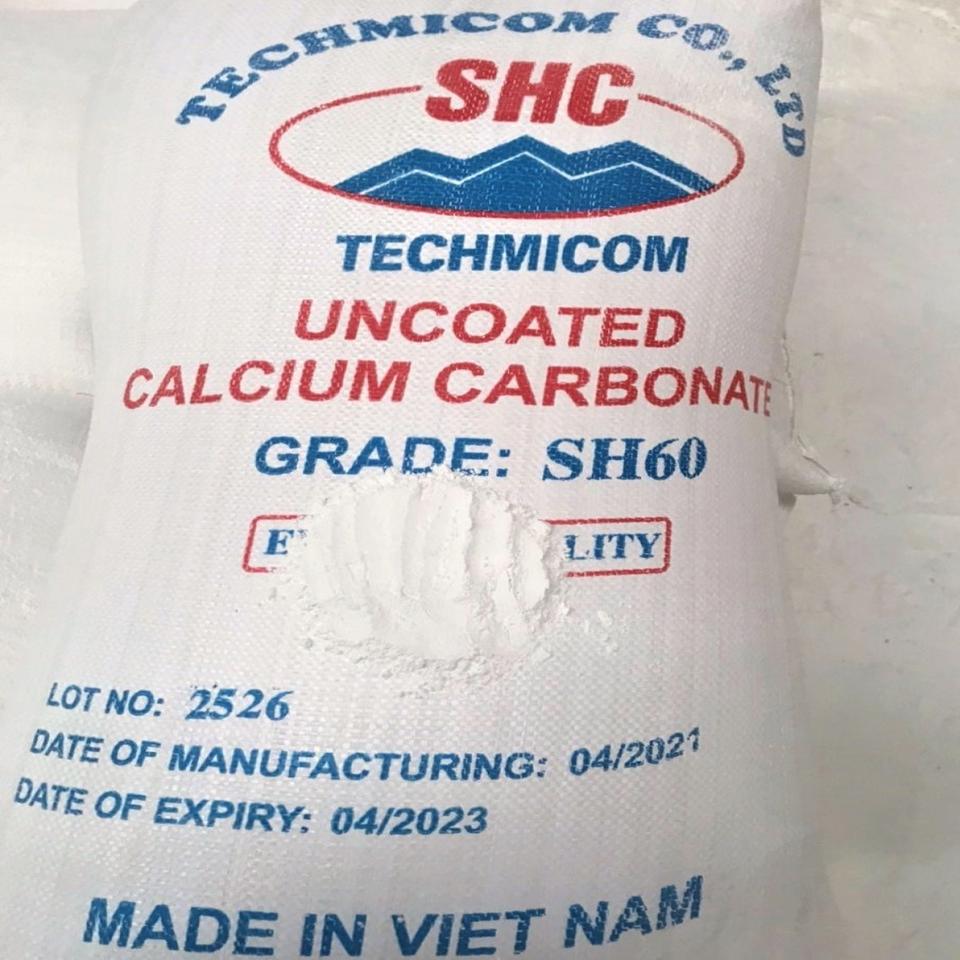 TECHMICOM CO., LTD
SHC
TECHMICOM
UNCOATED
CALCIUM CARBONATE
GRADE: SH60
LOT NO: 2526
DATE OF MANUFACTURING: 04/2021
DATE OF EXPIRY: 04/2023
MADE IN VIET NAM